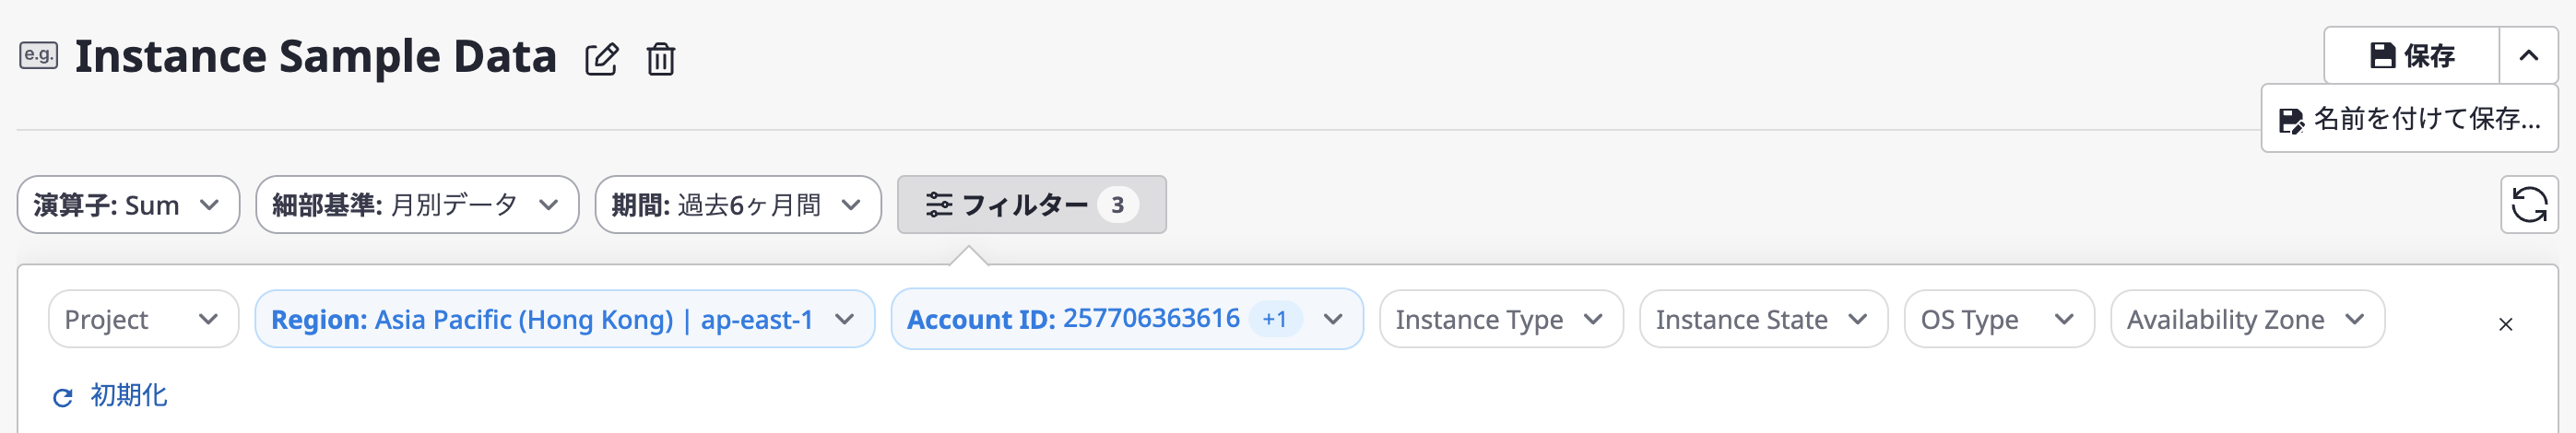 e.g. Instance Sample Data
保存
名前を付けて保存...
演算子: Sum 細部基準: 月別データ 期間: 過去6ヶ月間 フィルター 3
Project Region: Asia Pacific (Hong Kong) | ap-east-1 Account ID: 257706363616 +1 Instance Type Instance State OS Type Availability Zone
初期化